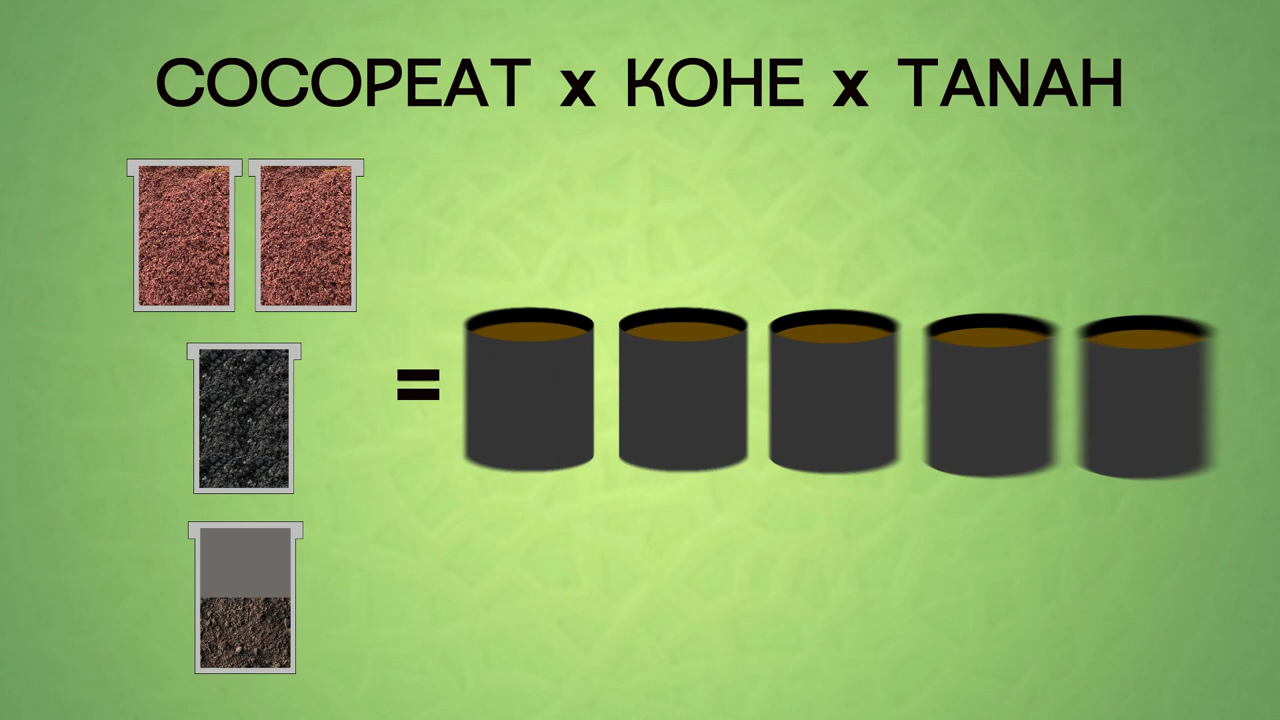 COCOPEAT x KOHE x TANAH
=